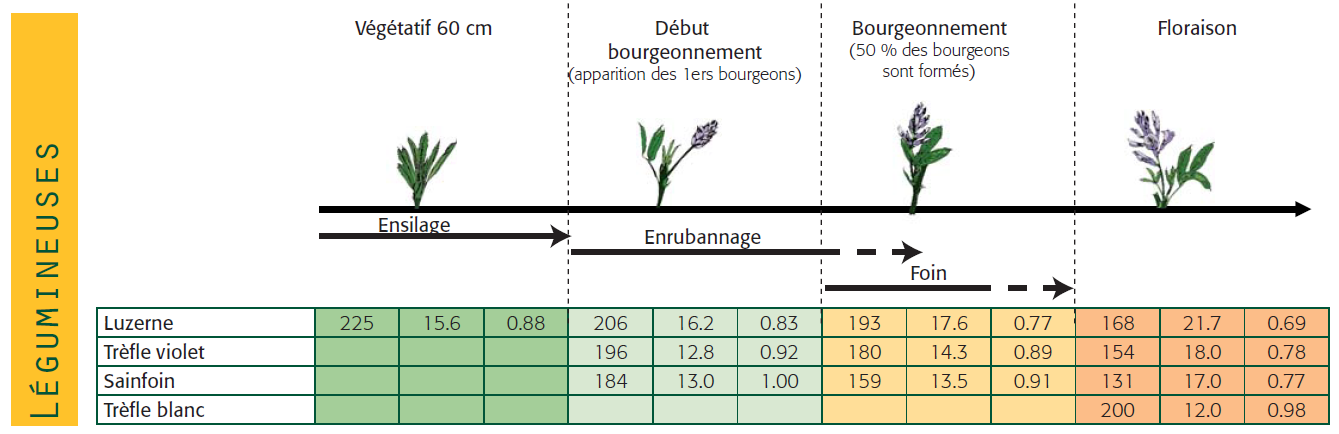 LÉGUMINEUSES
Végétatif 60 cm
Début
bourgeonnement
(apparition des 1ers bourgeons)
Bourgeonnement
(50 % des bourgeons
sont formés)
Floraison
Ensilage
Enrubannage
Foin
Luzerne 225 15.6 0.88 206 16.2 0.83 193 17.6 0.77 168 21.7 0.69
Trèfle violet 196 12.8 0.92 180 14.3 0.89 154 18.0 0.78
Sainfoin 184 13.0 1.00 159 13.5 0.91 131 17.0 0.77
Trèfle blanc 200 12.0 0.98